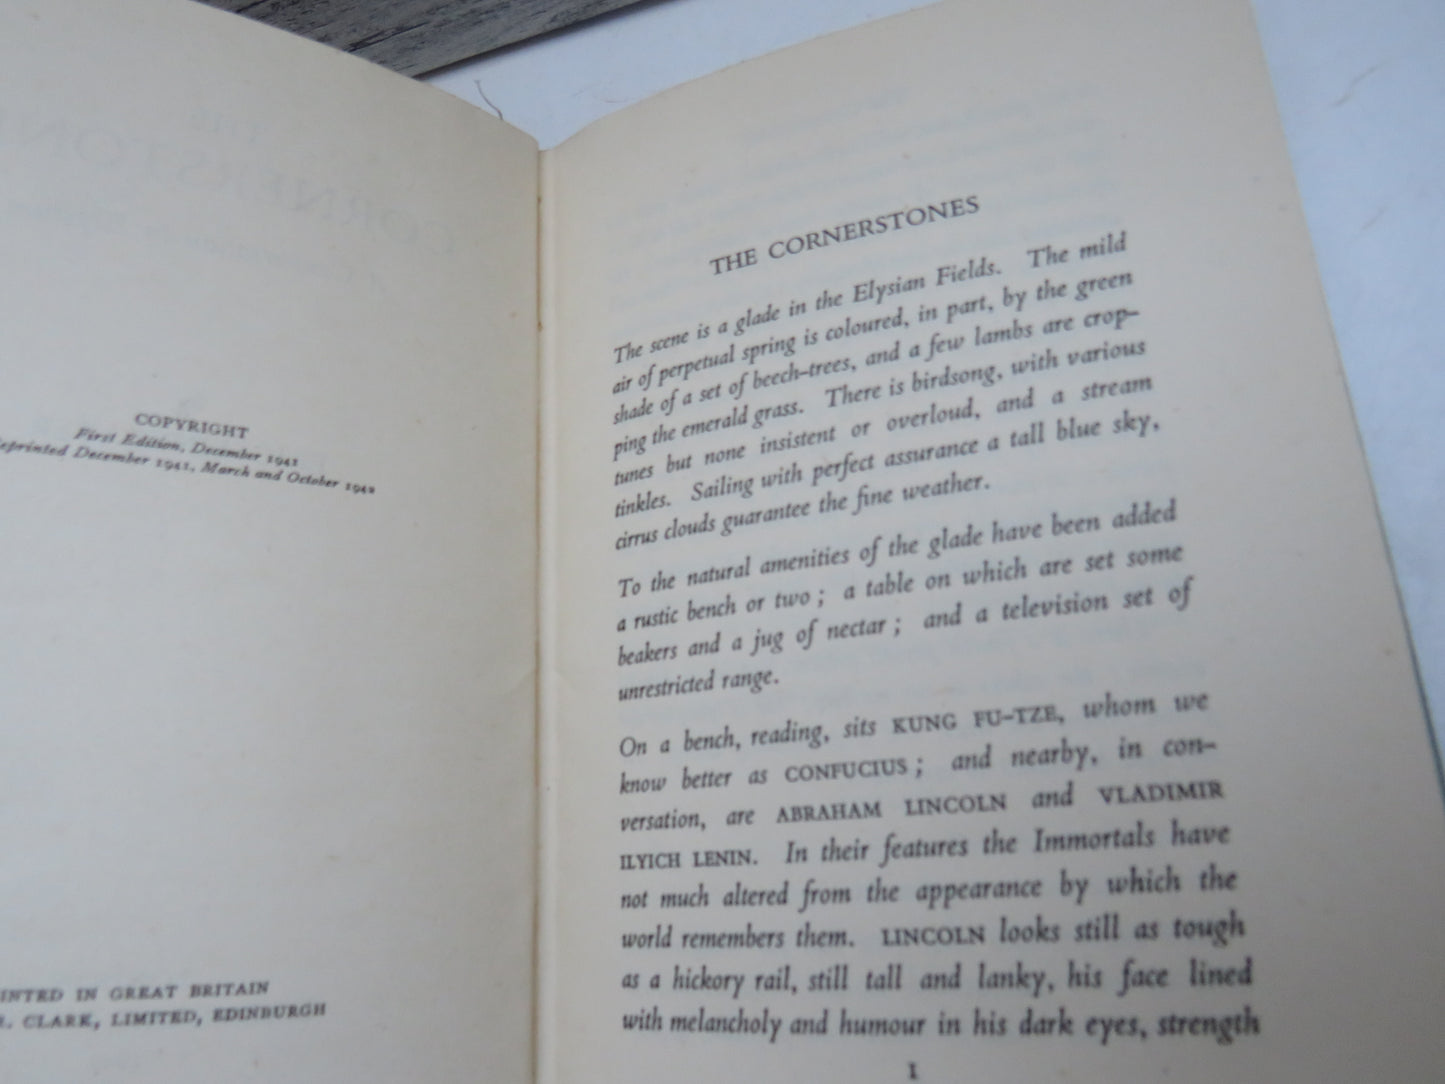 COPYRIGHT
First Edition, December 1941
Reprinted December 1941, March and October 1942
PRINTED IN GREAT BRITAIN
R. CLARK, LIMITED, EDINBURGH
THE CORNERSTONES
The scene is a glade in the Elysian Fields. The mild
air of perpetual spring is coloured, in part, by the green
shade of a set of beech-trees, and a few lambs are crop-
ping the emerald grass. There is birdsong, with various
tunes but none insistent or overloud, and a stream
tinkles. Sailing with perfect assurance a tall blue sky,
cirrus clouds guarantee the fine weather.
To the natural amenities of the glade have been added
a rustic bench or two; a table on which are set some
beakers and a jug of nectar; and a television set of
unrestricted range.
On a bench, reading, sits KUNG FU-TZE, whom we
know better as CONFUCIUS; and nearby, in con-
versation, are ABRAHAM LINCOLN and VLADIMIR
ILYICH LENIN. In their features the Immortals have
not much altered from the appearance by which the
world remembers them. LINCOLN looks still as tough
as a hickory rail, still tall and lanky, his face lined
with melancholy and humour in his dark eyes, strength
1